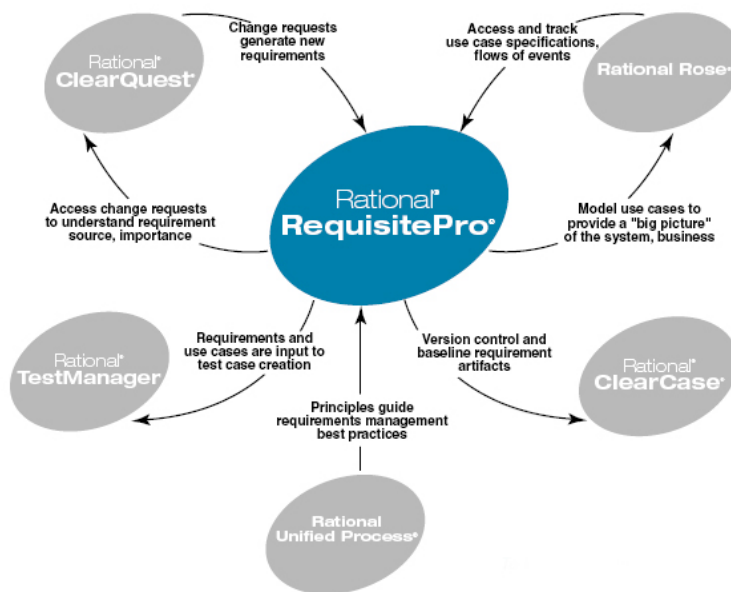 Change requests
generate new
requirements
Access and track
use case specifications,
flows of events
Rational®
ClearQuest®
Rational Rose®
Rational®
RequisitePro®
Access change requests
to understand requirement
source, importance
Model use cases to
provide a "big picture"
of the system, business
Requirements and
use cases are input to
test case creation
Version control and
baseline requirement
artifacts
Rational®
TestManager
Rational®
ClearCase®
Principles guide
requirements management
best practices
Rational
Unified Process®